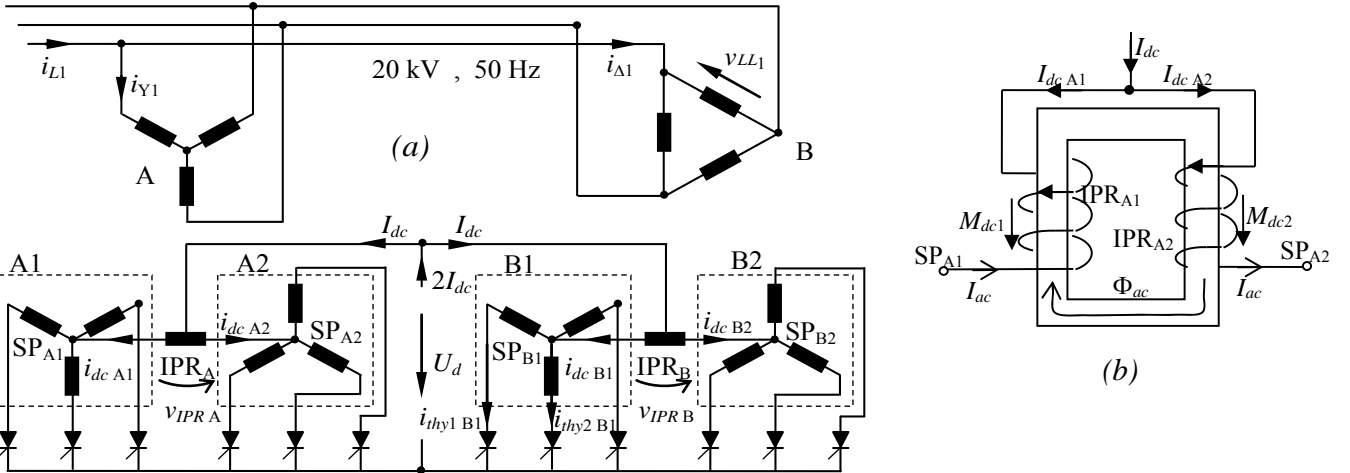 i_L1
i_Y1
20 kV , 50 Hz
i_Δ1
v_LL1
A
(a)
B
I_dc I_dc
A1 A2 B1 B2
2I_dc
SP_A1 i_dc A2 SP_A2 SP_B1 i_dc B2 SP_B2
i_dc A1 IPR_A U_d i_dc B1 IPR_B
v_IPR A i_thy1 B1 i_thy2 B1 v_IPR B
I_dc
I_dc A1 I_dc A2
IPR_A1
M_dc1 IPR_A2 M_dc2
SP_A1 SP_A2
I_ac Φ_ac I_ac
(b)